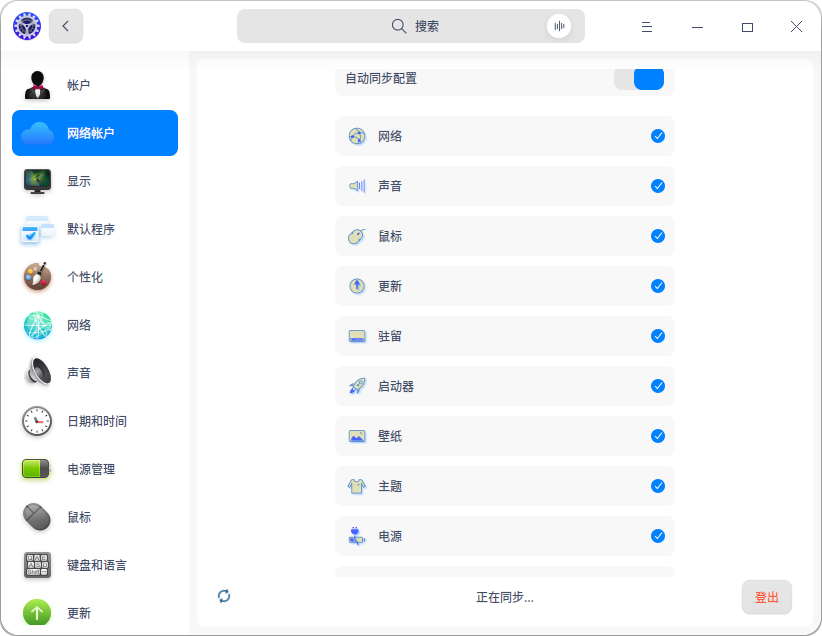 搜索
帐户
网络帐户
显示
默认程序
个性化
网络
声音
日期和时间
电源管理
鼠标
键盘和语言
更新
自动同步配置
网络
声音
鼠标
更新
驻留
启动器
壁纸
主题
电源
正在同步...
登出